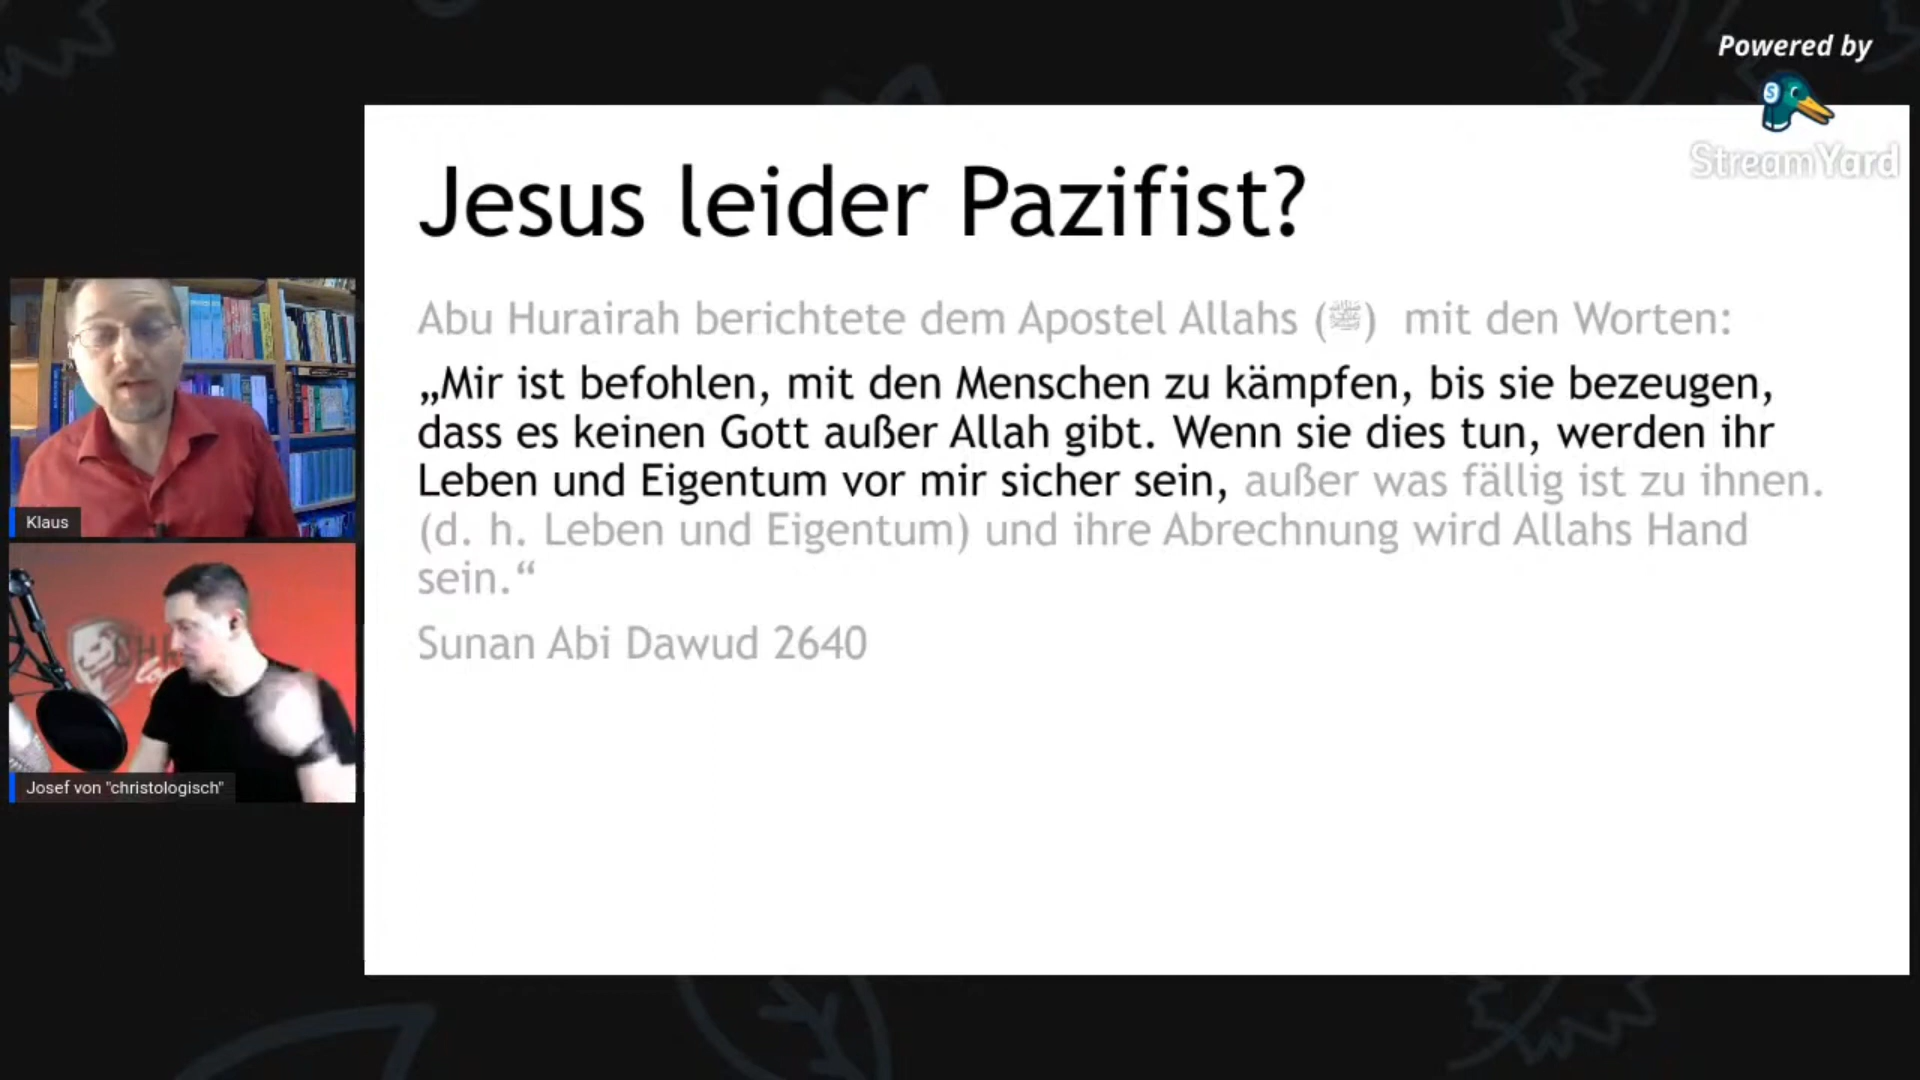 Powered by
StreamYard
Jesus leider Pazifist?
Abu Hurairah berichtete dem Apostel Allahs (ﷺ) mit den Worten:
„Mir ist befohlen, mit den Menschen zu kämpfen, bis sie bezeugen,
dass es keinen Gott außer Allah gibt. Wenn sie dies tun, werden ihr
Leben und Eigentum vor mir sicher sein, außer was fällig ist zu ihnen.
(d. h. Leben und Eigentum) und ihre Abrechnung wird Allahs Hand
sein.“
Sunan Abi Dawud 2640
Klaus
Josef von "christologisch"